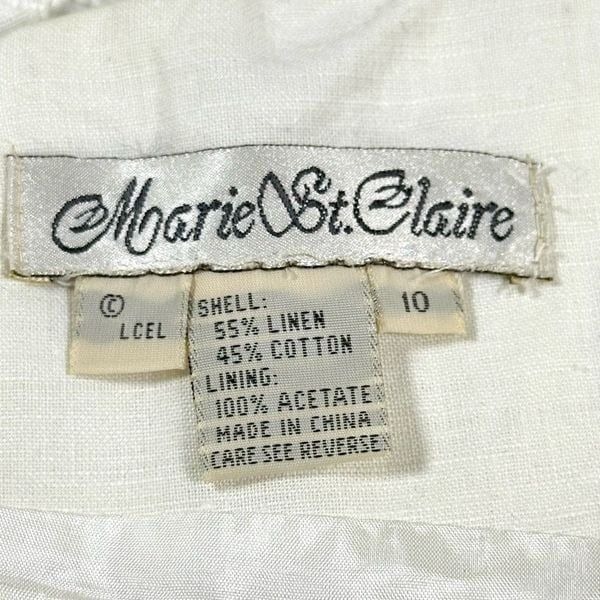 Marie St. Claire
©
LCEL
SHELL:
55% LINEN
45% COTTON
LINING:
100% ACETATE
MADE IN CHINA
CARE SEE REVERSE
10